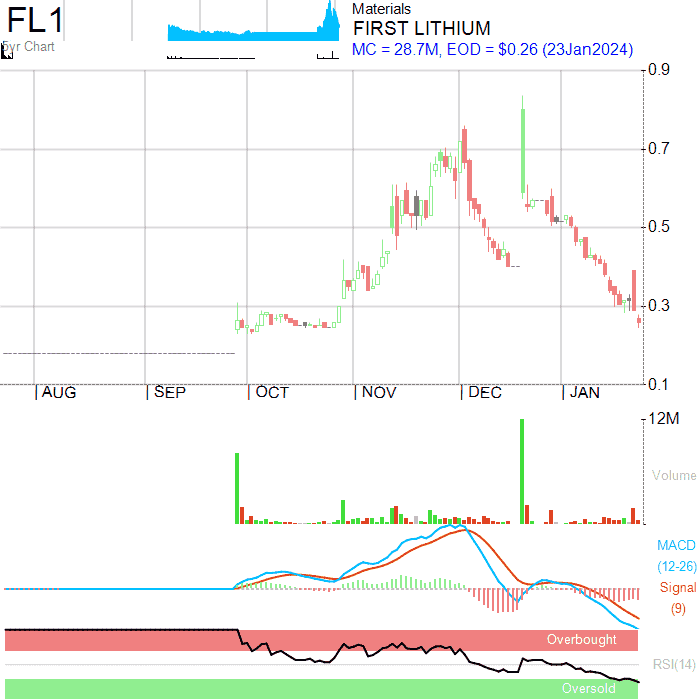 FL1
5yr Chart
Materials
FIRST LITHIUM
MC = 28.7M, EOD = $0.26 (23Jan2024)
0.9
0.7
0.5
0.3
0.1
AUG
SEP
OCT
NOV
DEC
JAN
12M
Volume
MACD
(12-26)
Signal
(9)
Overbought
RSI(14)
Oversold